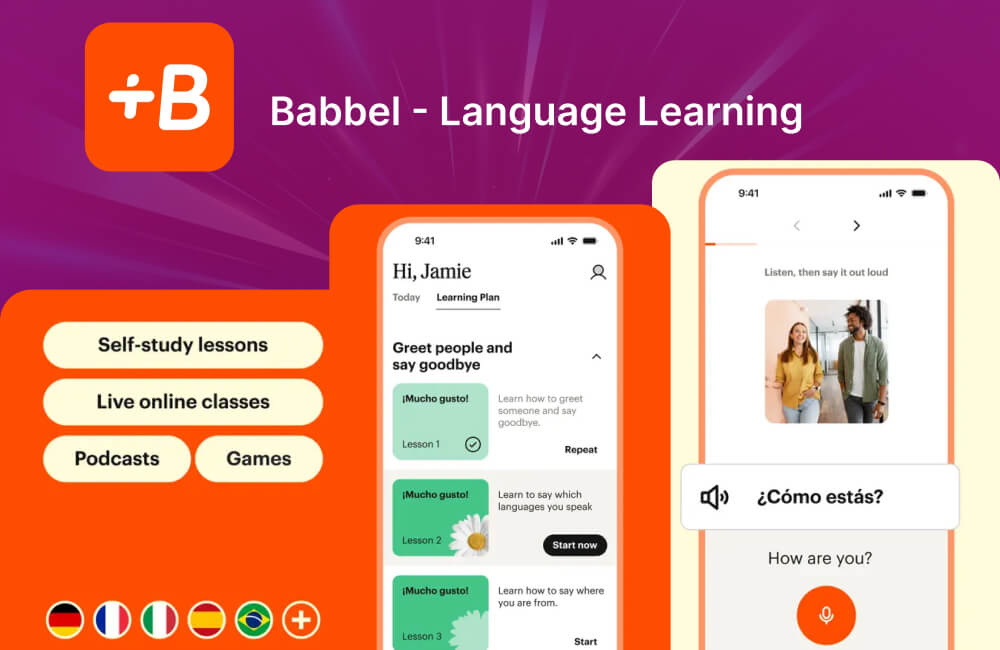 +B
Babbel - Language Learning
Self-study lessons
Live online classes
Podcasts
Games
9:41
Hi, Jamie
Today
Learning Plan
Greet people and
say goodbye
¡Mucho gusto!
Lesson 1
Learn how to greet
someone and say
goodbye.
Repeat
¡Mucho gusto!
Lesson 2
Learn to say which
languages you speak
Start now
¡Mucho gusto!
Lesson 3
Learn how to say where
you are from.
Start
9:41
Listen, then say it out loud
¿Cómo estás?
How are you?